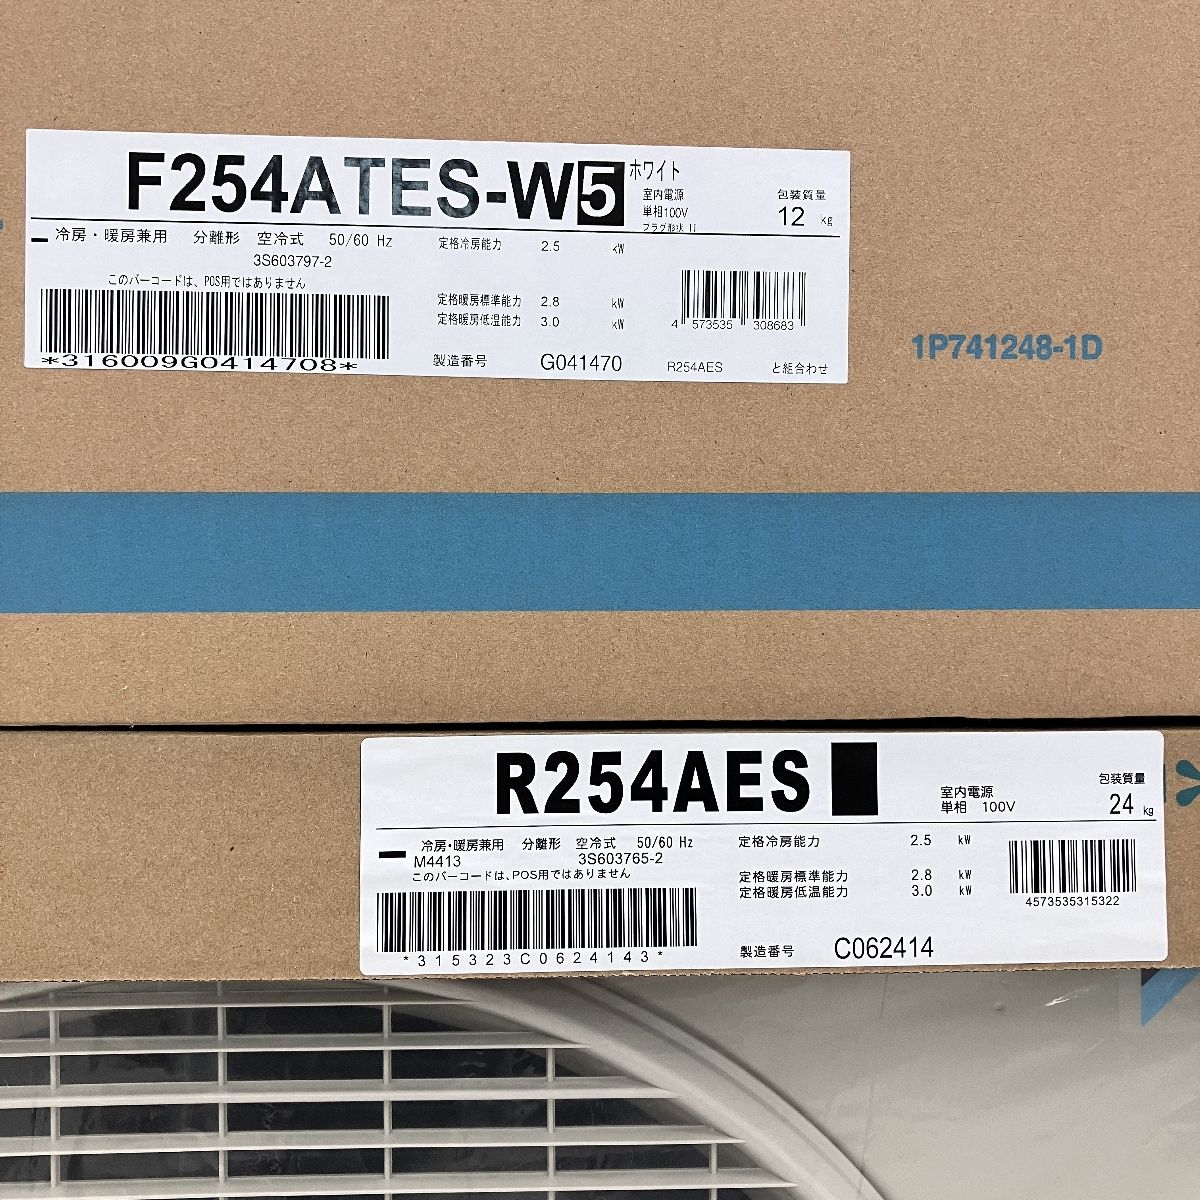 F254ATES-W5 ホワイト
室内電源
単相100V
プラグ形状
包装質量
12 kg
冷房・暖房兼用 分離形 空冷式 50/60 Hz
3S603797-2
このバーコードは、POS用ではありません
*316009G0414708*
定格冷房能力 2.5 kW
定格暖房標準能力 2.8 kW
定格暖房低温能力 3.0 kW
製造番号 G041470
4 573535 308683
R254AES と組合わせ
1P741248-1D
R254AES
室内電源
単相 100V
包装質量
24 kg
冷房・暖房兼用 分離形 空冷式 50/60 Hz
M4413 3S603765-2
このバーコードは、POS用ではありません
*315323C0624143*
定格冷房能力 2.5 kW
定格暖房標準能力 2.8 kW
定格暖房低温能力 3.0 kW
製造番号 C062414
4573535315322